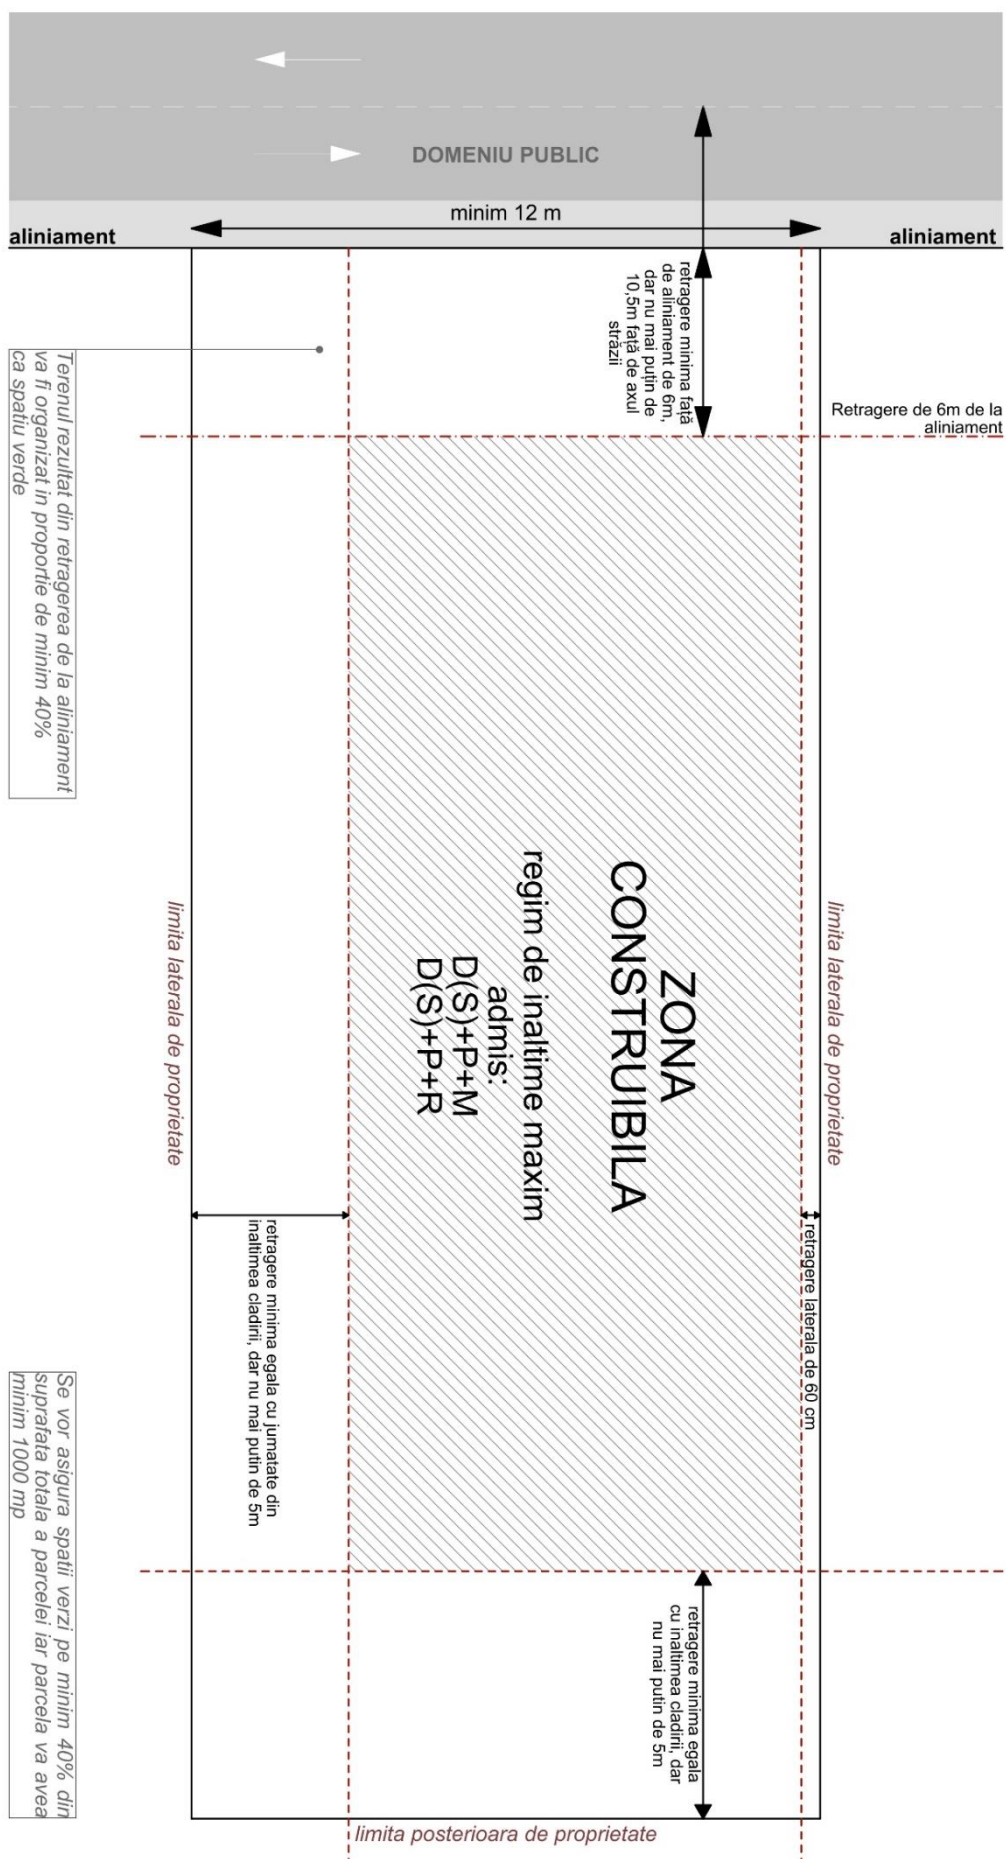 DOMENIU PUBLIC
minim 12 m
aliniament
aliniament
retragere minima față
de aliniament de 6m,
dar nu mai puțin de
10,5m față de axul
străzii
Retragere de 6m de la
aliniament
Terenul rezultat din retragerea de la aliniament
va fi organizat in proportie de minim 40%
ca spatiu verde
ZONA
CONSTRUIBILA
regim de inaltime maxim
admis:
D(S)+P+M
D(S)+P+R
limita laterala de proprietate
limita laterala de proprietate
retragere laterala de 60 cm
retragere minima egala cu jumatate din
inaltimea cladirii, dar nu mai putin de 5m
Se vor asigura spatii verzi pe minim 40% din
suprafata totala a parcelei iar parcela va avea
minim 1000 mp
retragere minima egala
cu inaltimea cladirii, dar
nu mai putin de 5m
limita posterioara de proprietate